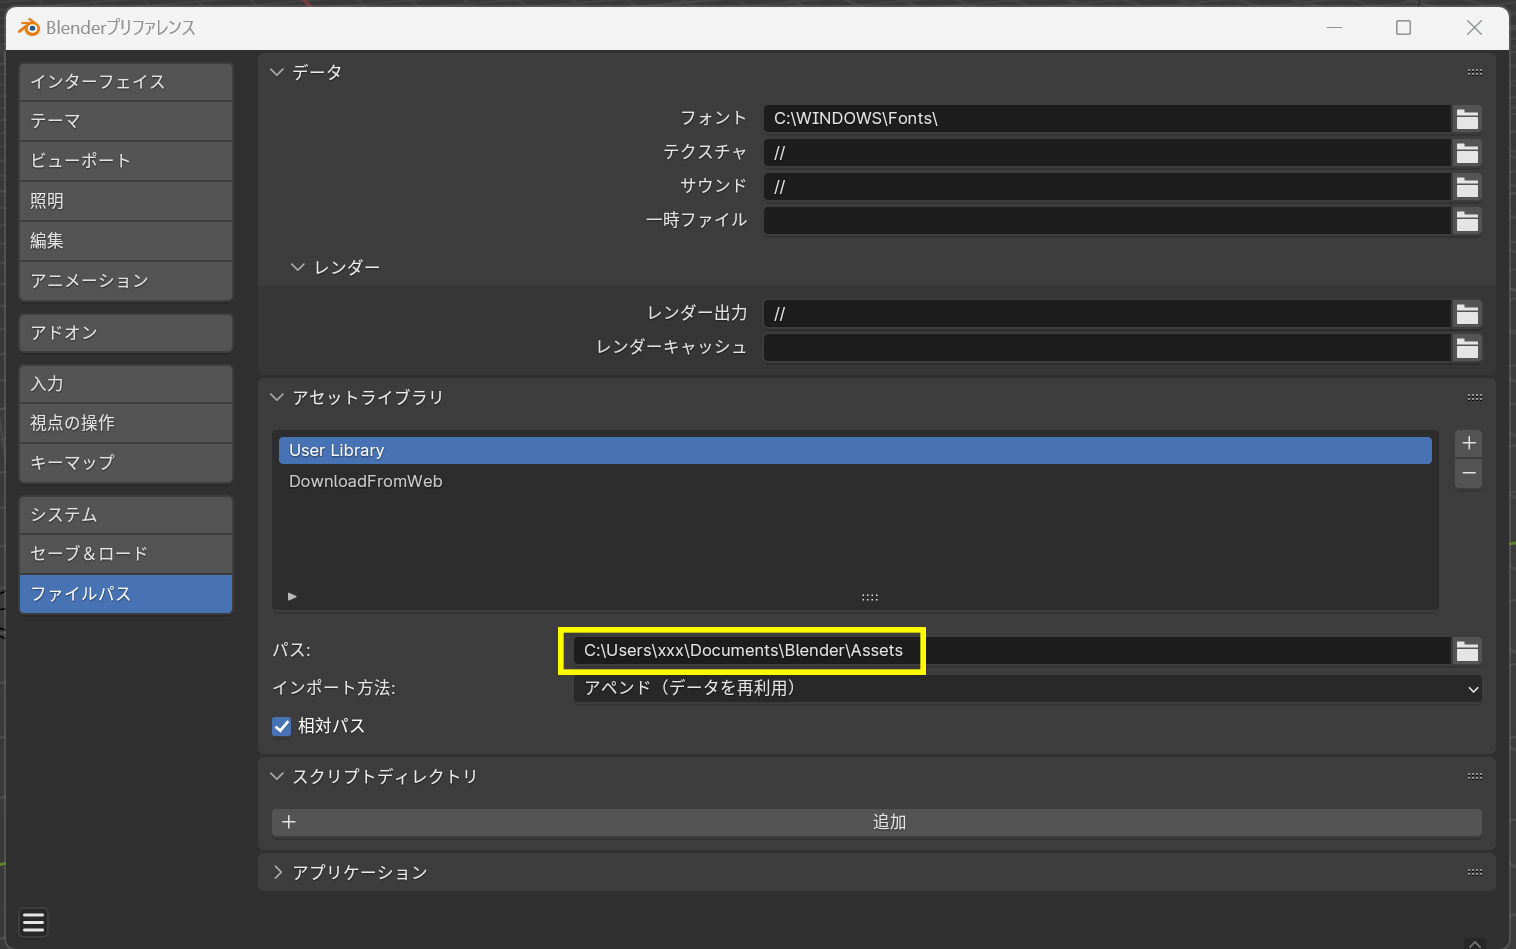 Blenderプリファレンス
インターフェイス
テーマ
ビューポート
照明
編集
アニメーション
アドオン
入力
視点の操作
キーマップ
システム
セーブ＆ロード
ファイルパス
データ
フォント C:\WINDOWS\Fonts\
テクスチャ //
サウンド //
一時ファイル
レンダー
レンダー出力 //
レンダーキャッシュ
アセットライブラリ
User Library
DownloadFromWeb
パス: C:\Users\xxx\Documents\Blender\Assets
インポート方法: アペンド（データを再利用）
相対パス
スクリプトディレクトリ
追加
アプリケーション